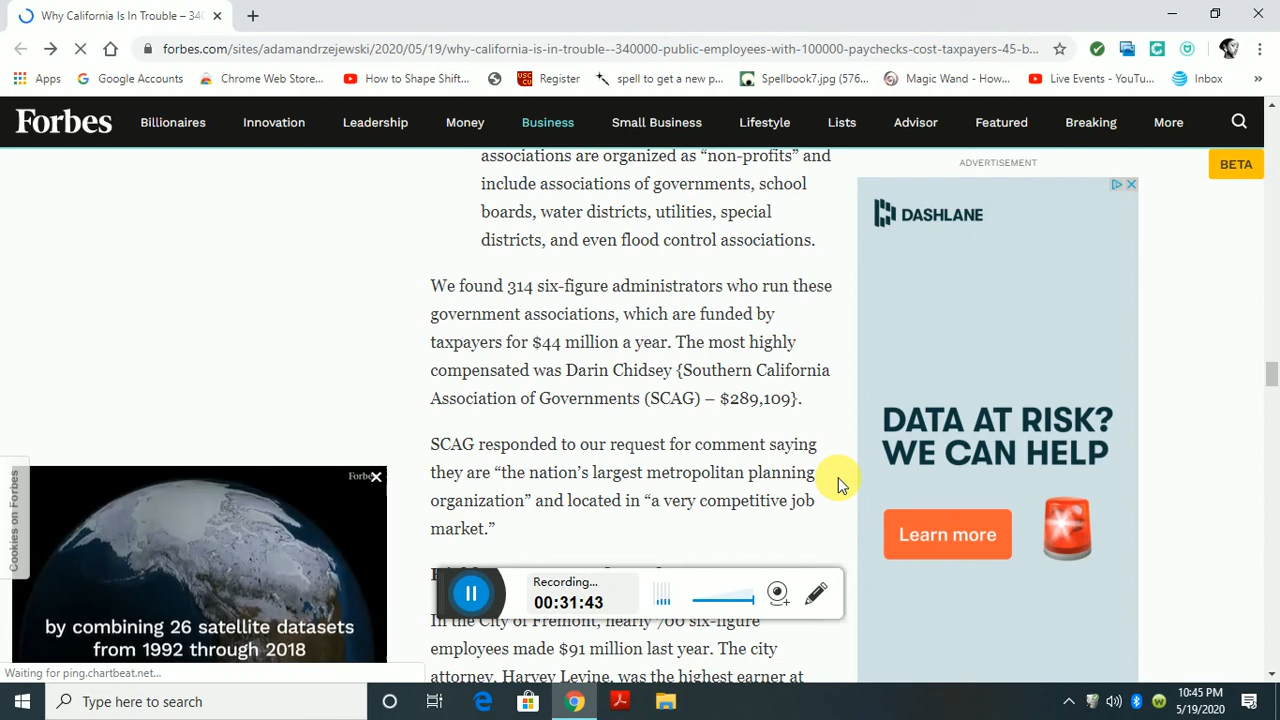 Why California Is In Trouble – 340
forbes.com/sites/adamandrzejewski/2020/05/19/why-california-is-in-trouble--340000-public-employees-with-100000-paychecks-cost-taxpayers-45-b...
Apps
Google Accounts
Chrome Web Store...
How to Shape Shift...
Register
spell to get a new p...
Spellbook7.jpg (576...
Magic Wand - How...
Live Events - YouTu...
Inbox
»
Forbes
Billionaires
Innovation
Leadership
Money
Business
Small Business
Lifestyle
Lists
Advisor
Featured
Breaking
More
BETA
associations are organized as “non-profits” and
include associations of governments, school
boards, water districts, utilities, special
districts, and even flood control associations.
We found 314 six-figure administrators who run these
government associations, which are funded by
taxpayers for $44 million a year. The most highly
compensated was Darin Chidsey {Southern California
Association of Governments (SCAG) – $289,109}.
SCAG responded to our request for comment saying
they are “the nation’s largest metropolitan planning
organization” and located in “a very competitive job
market.”
In the City of Fremont, nearly 700 six-figure
employees made $91 million last year. The city
attorney, Harvey Levine, was the highest earner at
ADVERTISEMENT
DASHLANE
DATA AT RISK?
WE CAN HELP
Learn more
Cookies on Forbes
Forbes
by combining 26 satellite datasets
from 1992 through 2018
Recording...
00:31:43
Waiting for ping.chartbeat.net...
Type here to search
10:45 PM
5/19/2020